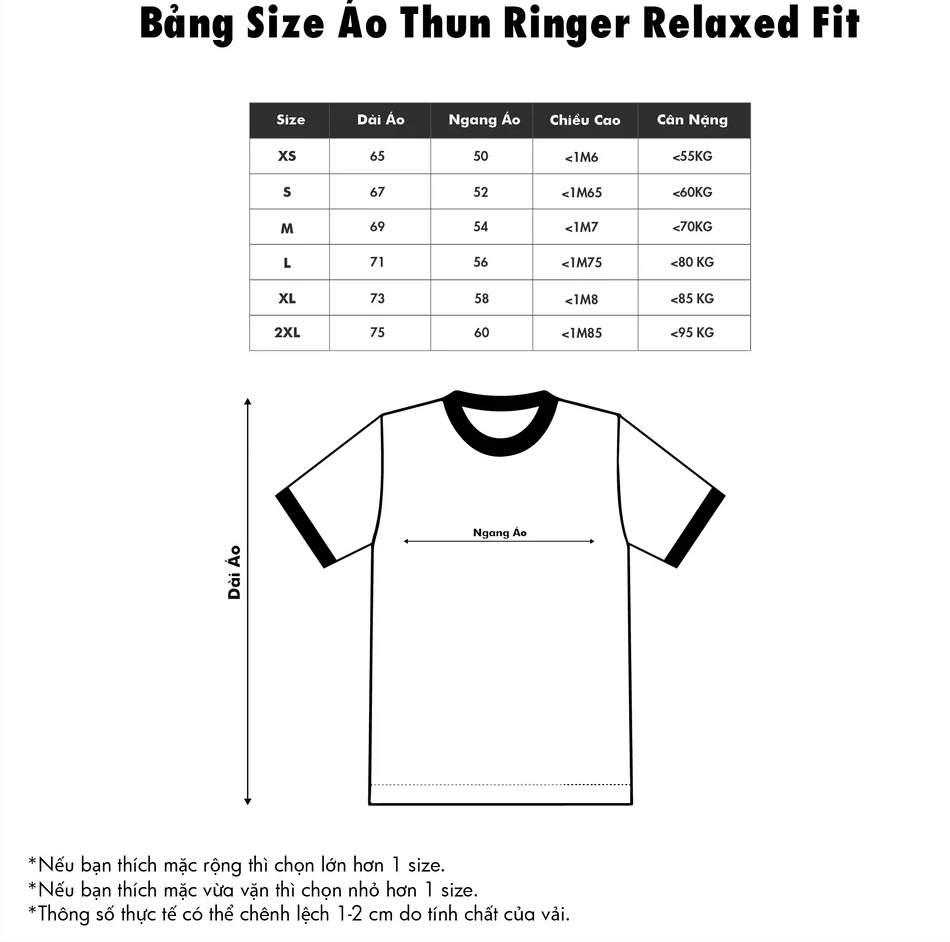 Bảng Size Áo Thun Ringer Relaxed Fit
Size Dài Áo Ngang Áo Chiều Cao Cân Nặng
XS 65 50 <1M6 <55KG
S 67 52 <1M65 <60KG
M 69 54 <1M7 <70KG
L 71 56 <1M75 <80 KG
XL 73 58 <1M8 <85 KG
2XL 75 60 <1M85 <95 KG
Ngang Áo
Dài Áo
*Nếu bạn thích mặc rộng thì chọn lớn hơn 1 size.
*Nếu bạn thích mặc vừa vặn thì chọn nhỏ hơn 1 size.
*Thông số thực tế có thể chênh lệch 1-2 cm do tính chất của vải.